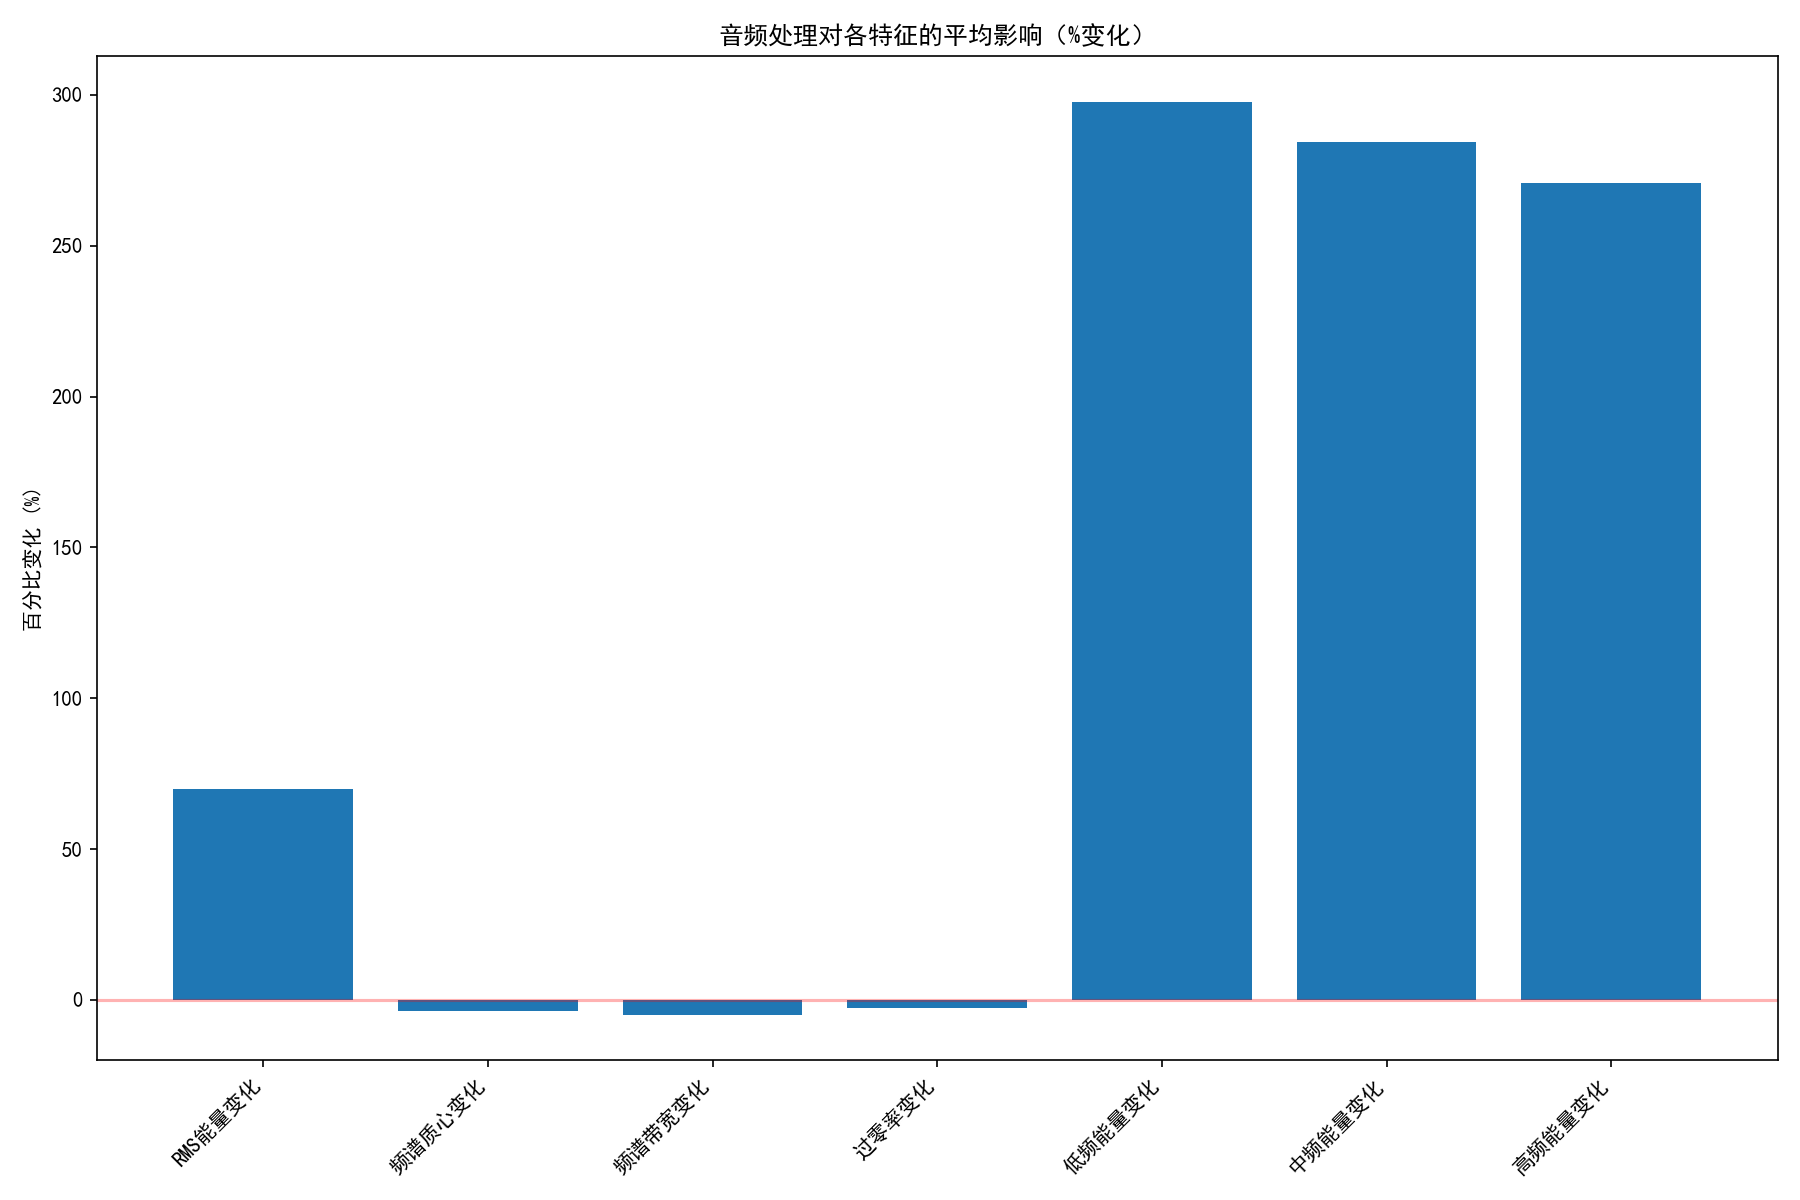 音频处理对各特征的平均影响（%变化）
百分比变化（%）
300
250
200
150
100
50
0
RMS能量变化
频谱质心变化
频谱带宽变化
过零率变化
低频能量变化
中频能量变化
高频能量变化